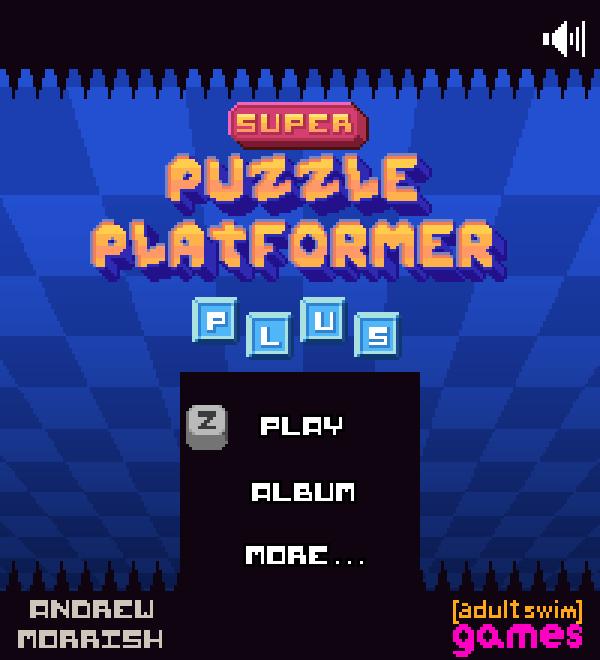 SUPER
PUZZLE
PLATFORMER
PLUS
Z PLAY
ALBUM
MORE...
ANDREW
MORRISH
[adult swim]
games